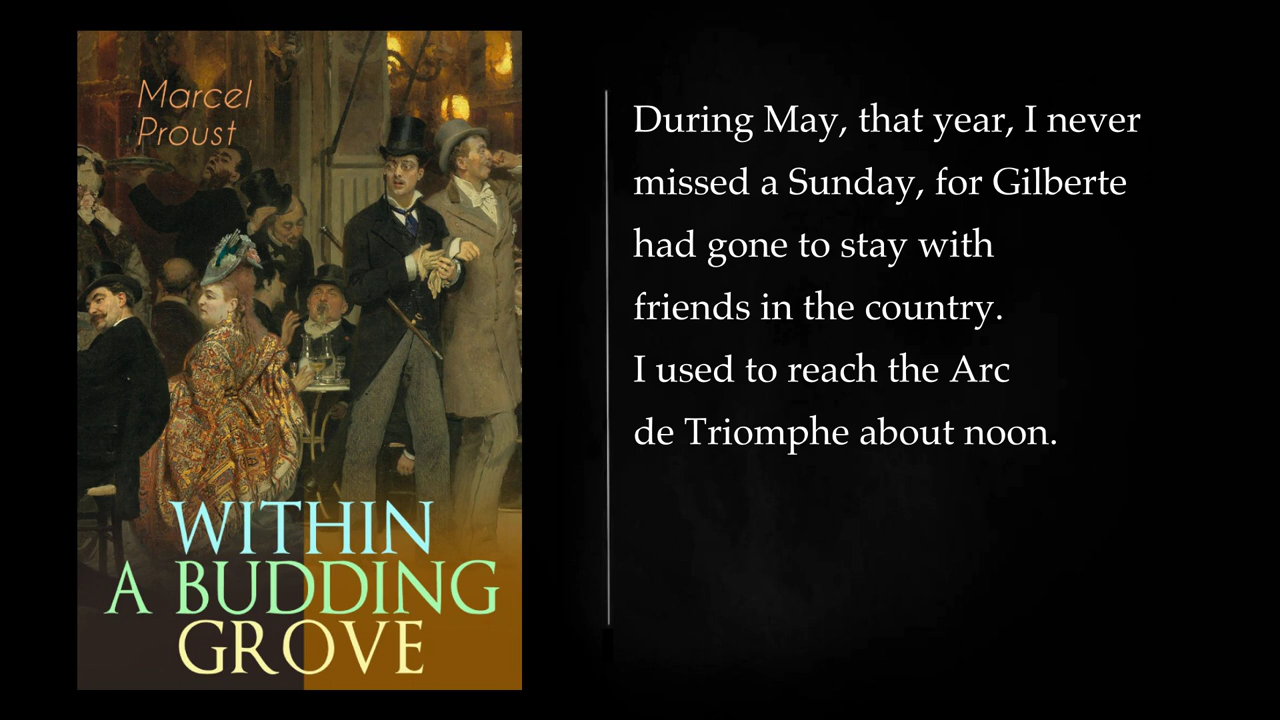 Marcel
Proust
WITHIN
A BUDDING
GROVE
During May, that year, I never
missed a Sunday, for Gilberte
had gone to stay with
friends in the country.
I used to reach the Arc
de Triomphe about noon.